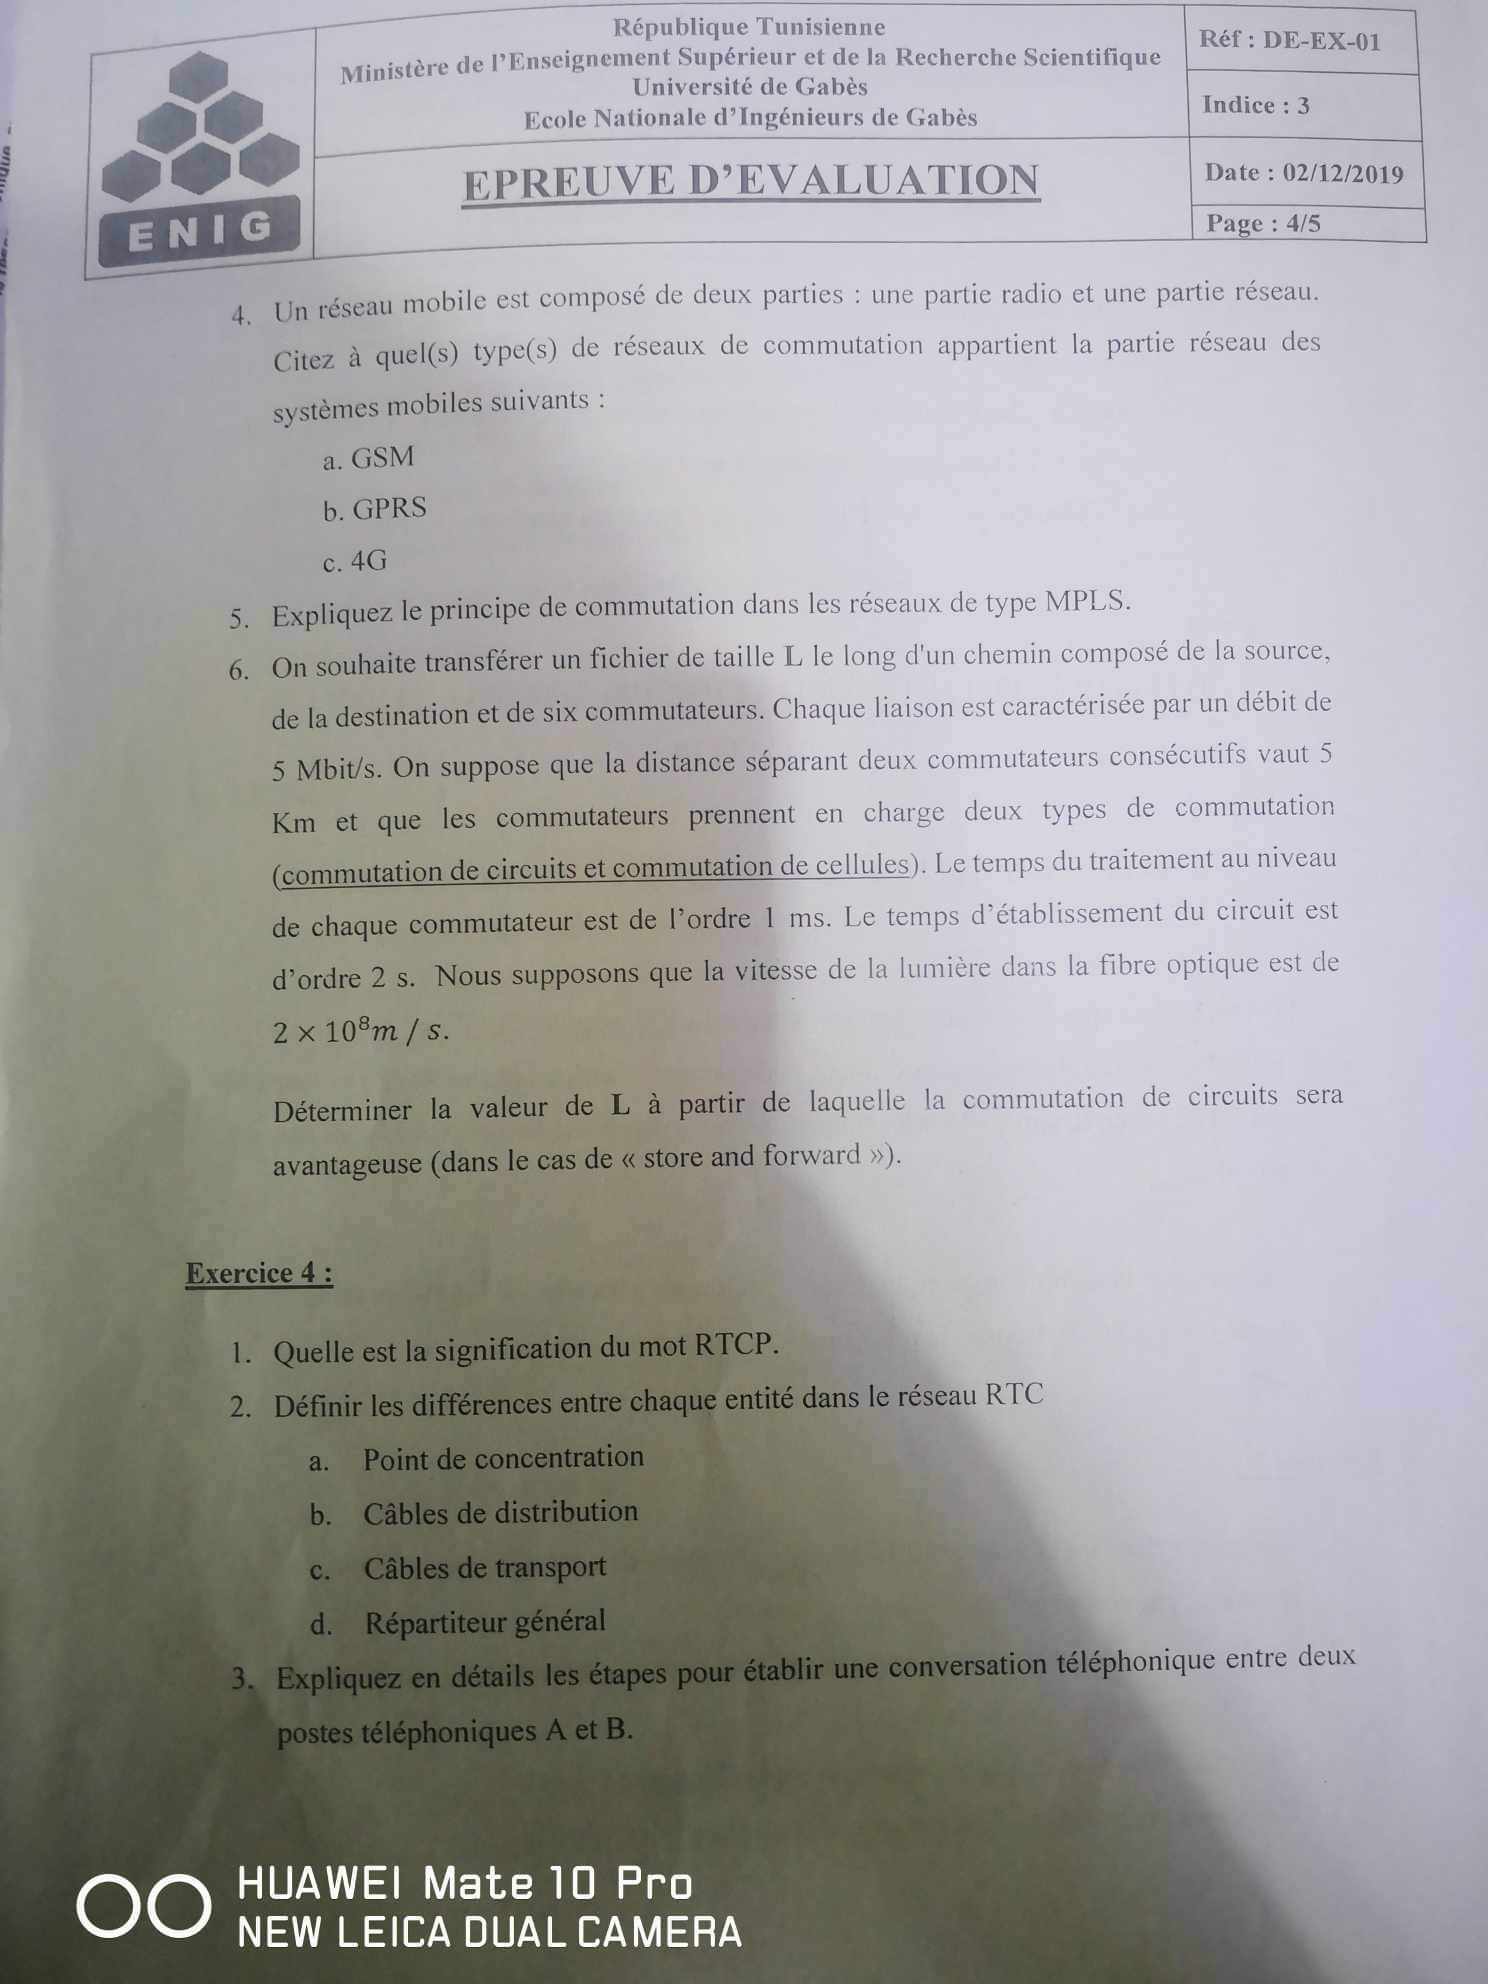 République Tunisienne
Ministère de l'Enseignement Supérieur et de la Recherche Scientifique
Université de Gabès
Ecole Nationale d'Ingénieurs de Gabès
EPREUVE D'EVALUATION
Réf : DE-EX-01
Indice : 3
Date : 02/12/2019
Page : 4/5
ENIG
4. Un réseau mobile est composé de deux parties : une partie radio et une partie réseau.
Citez à quel(s) type(s) de réseaux de commutation appartient la partie réseau des
systèmes mobiles suivants :
a. GSM
b. GPRS
c. 4G
5. Expliquez le principe de commutation dans les réseaux de type MPLS.
6. On souhaite transférer un fichier de taille L le long d'un chemin composé de la source,
de la destination et de six commutateurs. Chaque liaison est caractérisée par un débit de
5 Mbit/s. On suppose que la distance séparant deux commutateurs consécutifs vaut 5
Km et que les commutateurs prennent en charge deux types de commutation
(commutation de circuits et commutation de cellules). Le temps du traitement au niveau
de chaque commutateur est de l'ordre 1 ms. Le temps d'établissement du circuit est
d'ordre 2 s. Nous supposons que la vitesse de la lumière dans la fibre optique est de
2 × 10⁸m / s.
Déterminer la valeur de L à partir de laquelle la commutation de circuits sera
avantageuse (dans le cas de « store and forward »).
Exercice 4 :
1. Quelle est la signification du mot RTCP.
2. Définir les différences entre chaque entité dans le réseau RTC
a. Point de concentration
b. Câbles de distribution
c. Câbles de transport
d. Répartiteur général
3. Expliquez en détails les étapes pour établir une conversation téléphonique entre deux
postes téléphoniques A et B.
HUAWEI Mate 10 Pro
NEW LEICA DUAL CAMERA